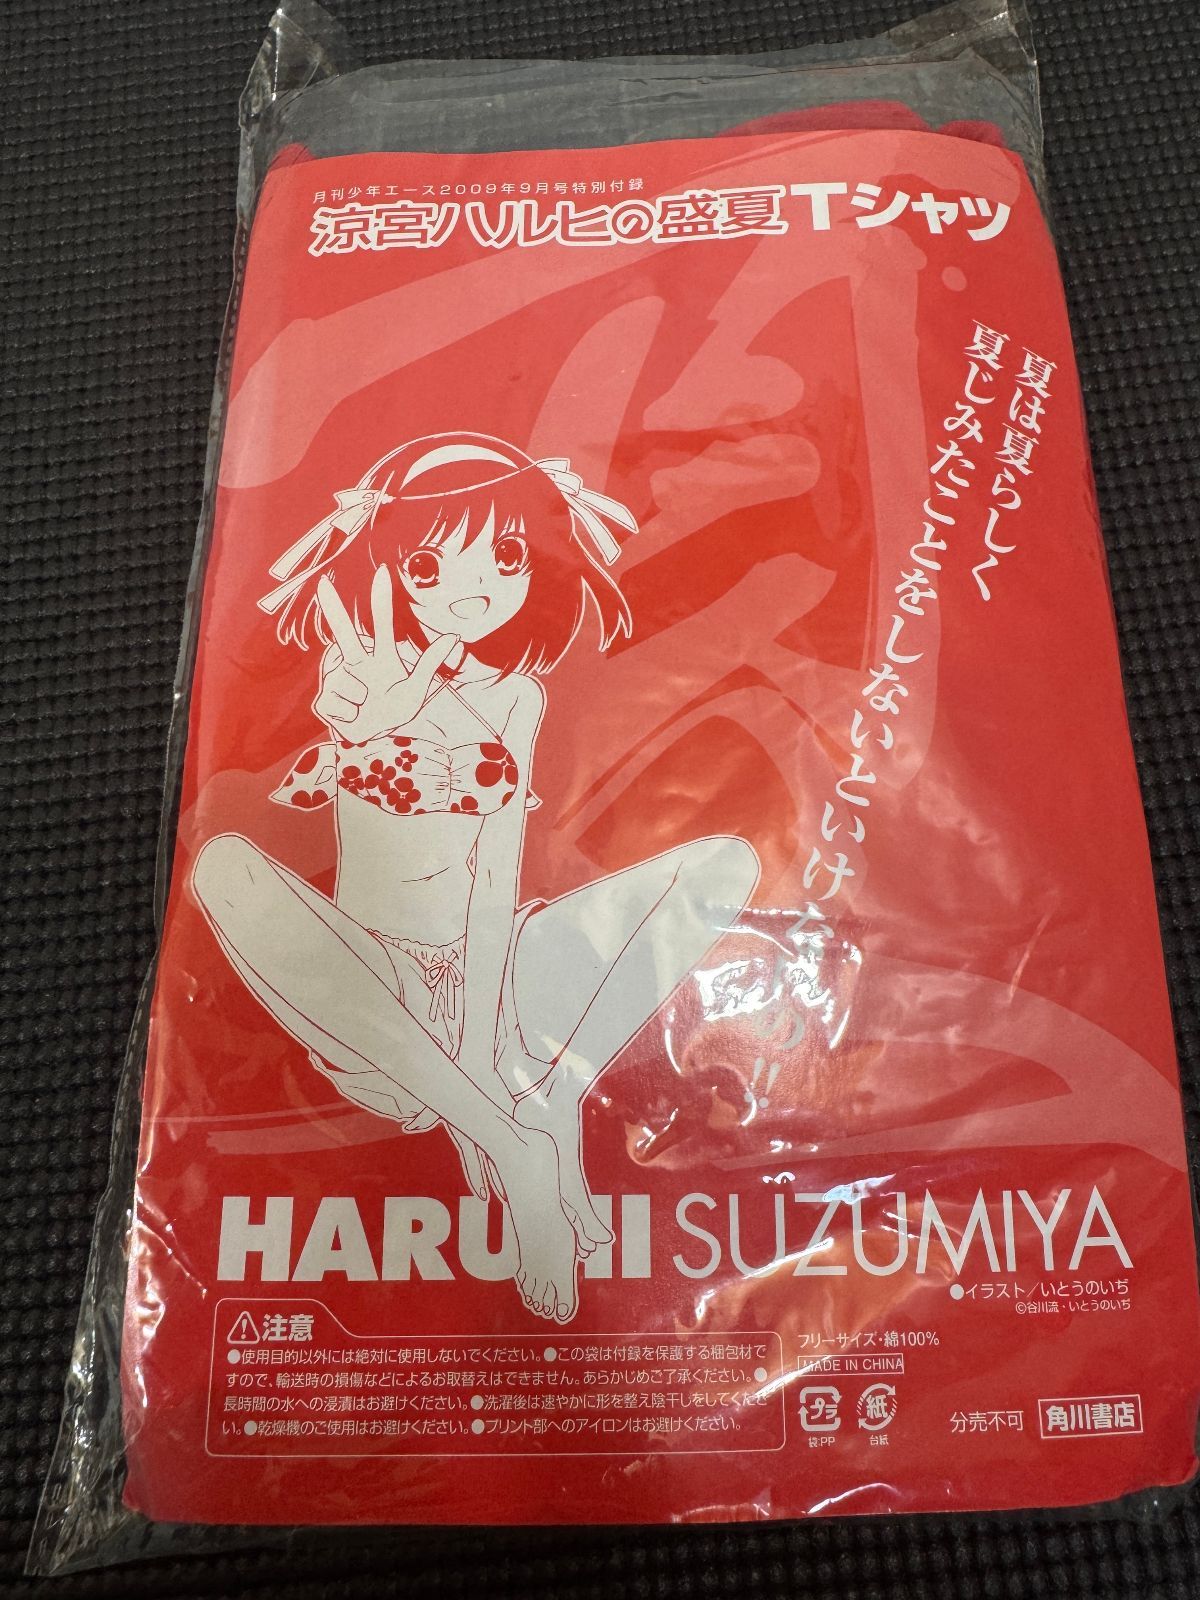 月刊少年エース2009年9月号特別付録
涼宮ハルヒの盛夏Tシャツ
夏は夏らしく
夏じみたことをしないといけないの!!
HARUHI SUZUMIYA
●イラスト/いとうのいぢ
©谷川流・いとうのいぢ
注意
●使用目的以外には絶対に使用しないでください。●この袋は付録を保護する梱包材で
すので、輸送時の損傷などによるお取替えはできません。あらかじめご了承ください。●
長時間の水への浸漬はお避けください。●洗濯後は速やかに形を整え陰干しをしてくださ
い。●乾燥機のご使用はお避けください。●プリント部へのアイロンはお避けください。
フリーサイズ・綿100%
MADE IN CHINA
プラ
袋:PP
紙
台紙
分売不可
角川書店